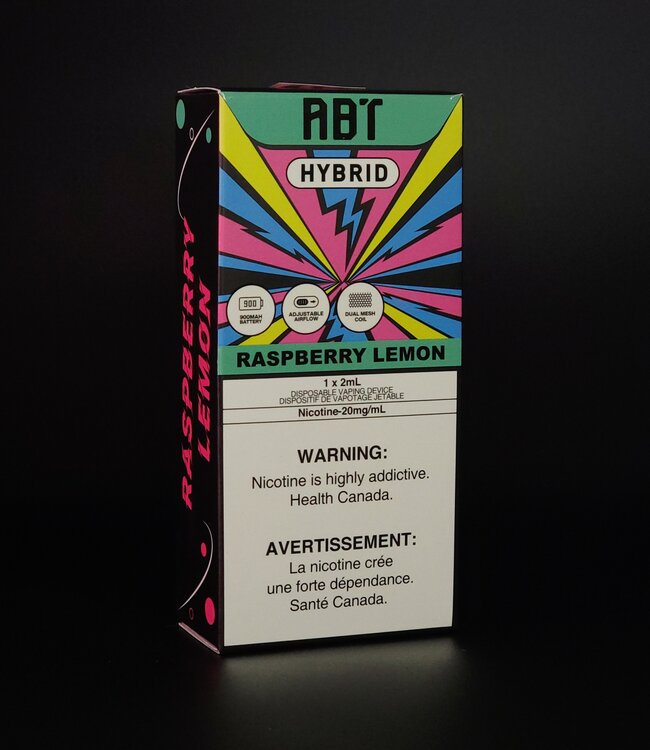 ABT
HYBRID
900
900MAH
BATTERY
ADJUSTABLE
AIRFLOW
DUAL MESH
COIL
RASPBERRY LEMON
1 x 2mL
DISPOSABLE VAPING DEVICE
DISPOSITIF DE VAPOTAGE JETABLE
Nicotine-20mg/mL
WARNING:
Nicotine is highly addictive.
Health Canada.
AVERTISSEMENT:
La nicotine crée
une forte dépendance.
Santé Canada.
RASPBERRY
LEMON